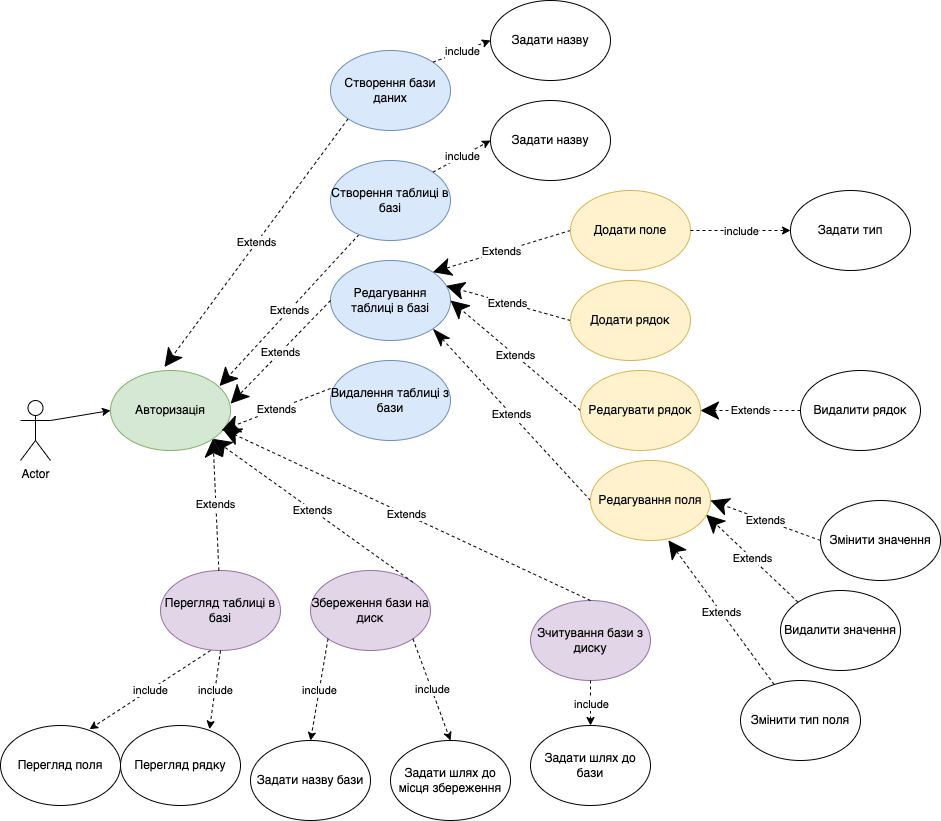 Задати назву
include
Створення бази
даних
Задати назву
include
Створення таблиці в
базі
Extends
Додати поле
include
Задати тип
Extends
Редагування
таблиці в базі
Extends
Додати рядок
Extends
Extends
Extends
Видалення таблиці з
бази
Extends
Авторизація
Extends
Редагувати рядок
Extends
Видалити рядок
Actor
Extends
Редагування поля
Extends
Extends
Extends
Extends
Змінити значення
Extends
Перегляд таблиці в
базі
Збереження бази на
диск
Зчитування бази з
диску
Extends
Видалити значення
include
include
include
include
include
Змінити тип поля
Перегляд поля
Перегляд рядку
Задати назву бази
Задати шлях до
місця збереження
Задати шлях до
бази